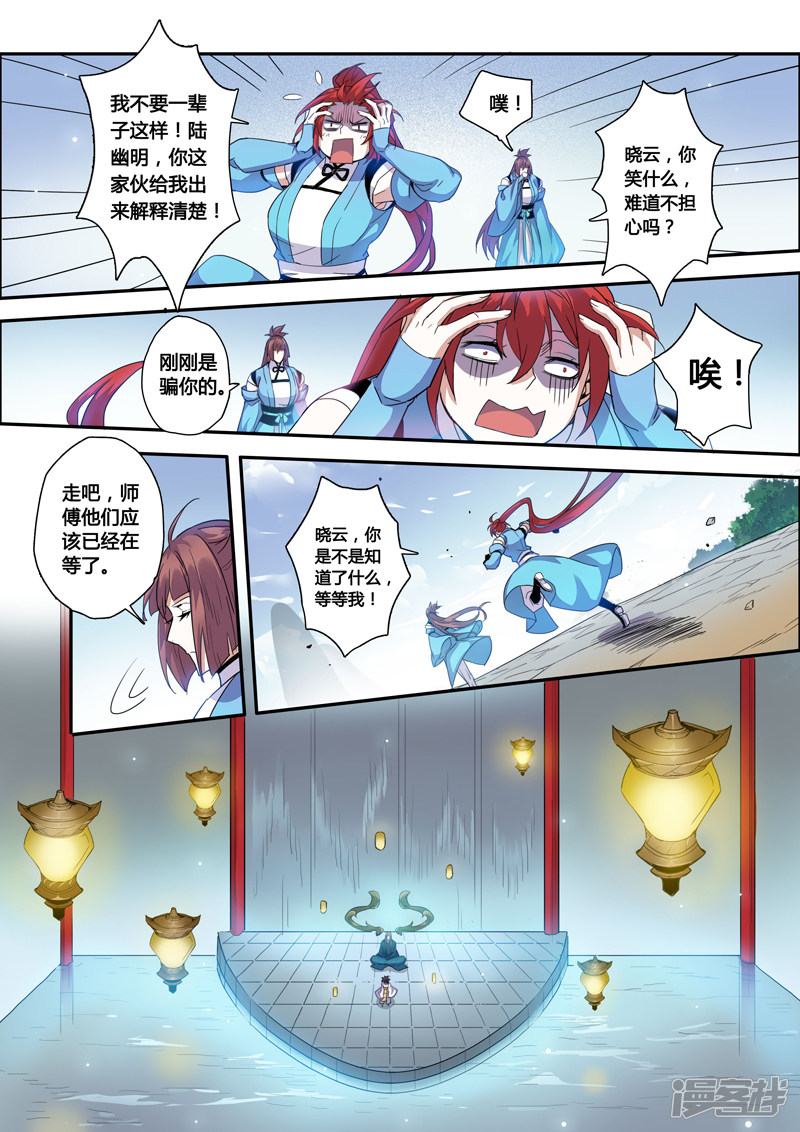 我不要一辈
子这样！陆
幽明，你这
家伙给我出
来解释清楚！
噗！
晓云，你
笑什么，
难道不担
心吗？
刚刚是
骗你的。
唉！
走吧，师
傅他们应
该已经在
等了。
晓云，你
是不是知
道了什么，
等等我！
漫客栈